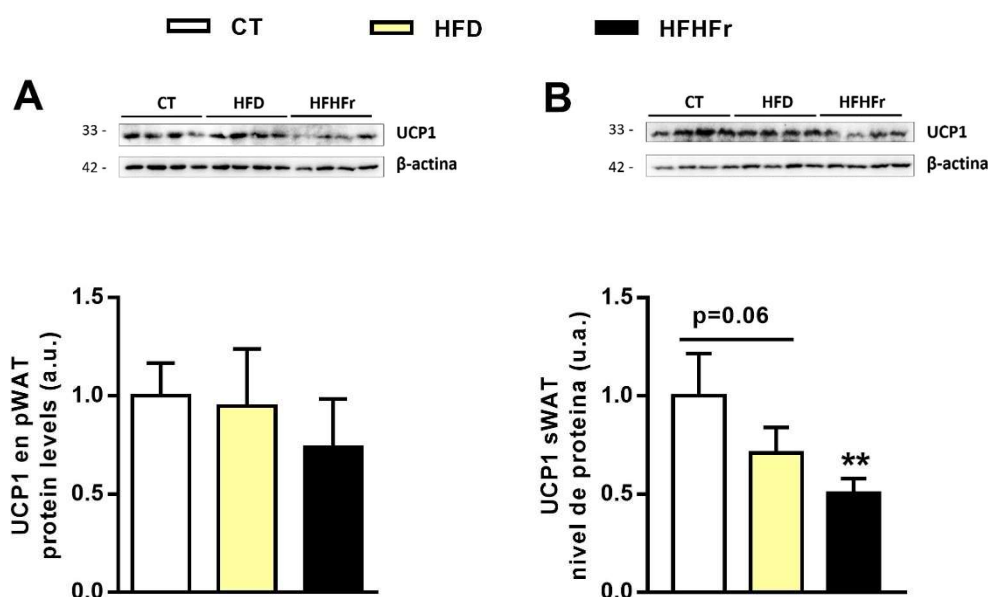 CT HFD HFHFr
A
CT HFD HFHFr
33 - UCP1
42 - β-actina
1.5
1.0
0.5
0.0
UCP1 en pWAT
protein levels (a.u.)
B
CT HFD HFHFr
33 - UCP1
42 - β-actina
1.5
1.0
0.5
0.0
p=0.06
**
UCP1 sWAT
nivel de proteina (u.a.)